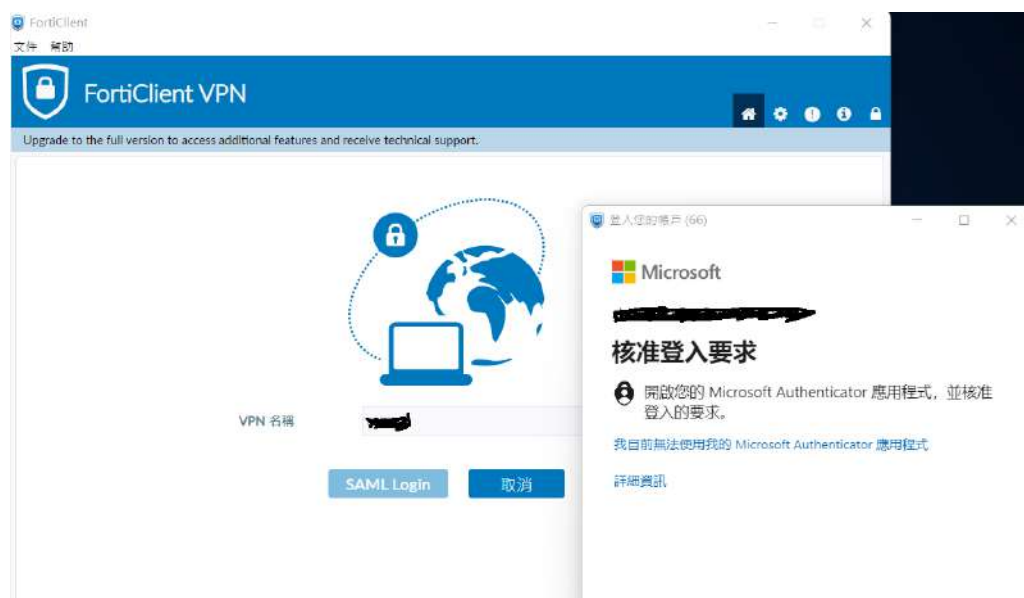 FortiClient
文件 幫助
FortiClient VPN
Upgrade to the full version to access additional features and receive technical support.
VPN 名稱
SAML Login
取消
登入您的帳戶 (66)
Microsoft
核准登入要求
開啟您的 Microsoft Authenticator 應用程式，並核准
登入的要求。
我目前無法使用我的 Microsoft Authenticator 應用程式
詳細資訊